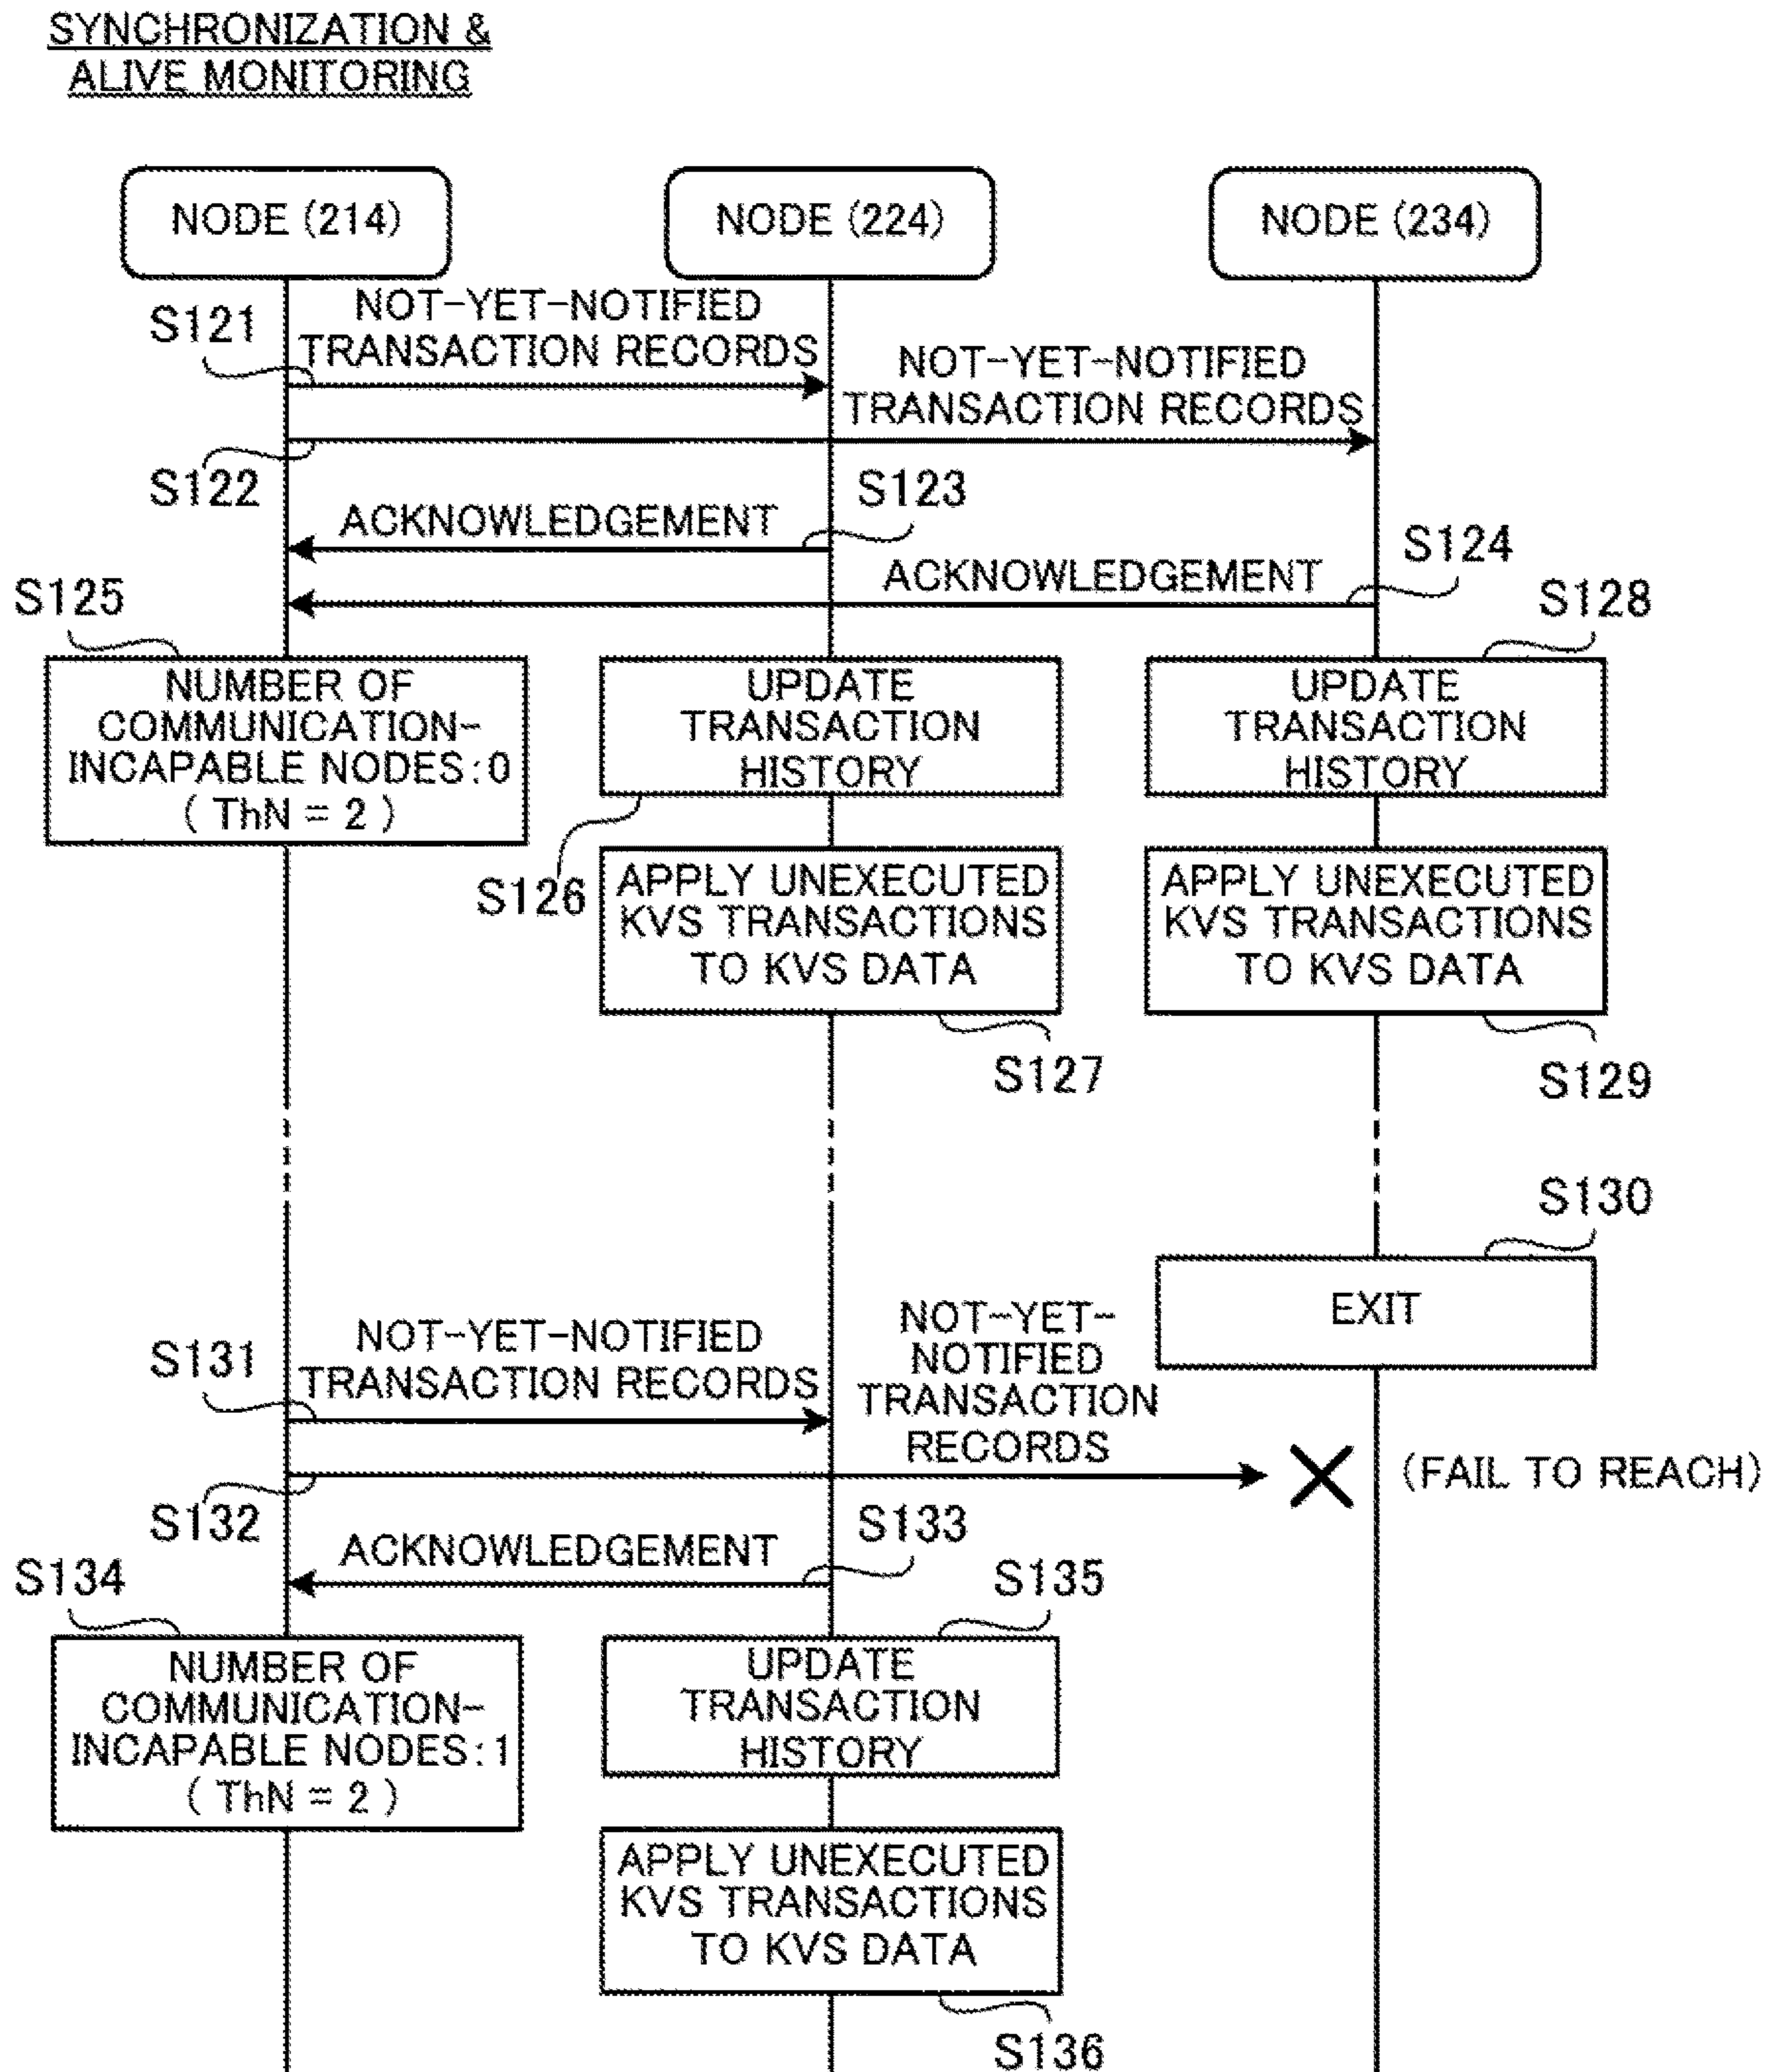 SYNCHRONIZATION &
ALIVE MONITORING
NODE (214)
NODE (224)
NODE (234)
S121
NOT-YET-NOTIFIED
TRANSACTION RECORDS
NOT-YET-NOTIFIED
TRANSACTION RECORDS
S122
S123
ACKNOWLEDGEMENT
S124
ACKNOWLEDGEMENT
S125
S128
NUMBER OF
COMMUNICATION-
INCAPABLE NODES:0
( ThN = 2 )
UPDATE
TRANSACTION
HISTORY
UPDATE
TRANSACTION
HISTORY
S126
APPLY UNEXECUTED
KVS TRANSACTIONS
TO KVS DATA
APPLY UNEXECUTED
KVS TRANSACTIONS
TO KVS DATA
S127
S129
S130
EXIT
S131
NOT-YET-NOTIFIED
TRANSACTION RECORDS
NOT-YET-
NOTIFIED
TRANSACTION
RECORDS
(FAIL TO REACH)
S132
S133
ACKNOWLEDGEMENT
S134
S135
NUMBER OF
COMMUNICATION-
INCAPABLE NODES:1
( ThN = 2 )
UPDATE
TRANSACTION
HISTORY
APPLY UNEXECUTED
KVS TRANSACTIONS
TO KVS DATA
S136